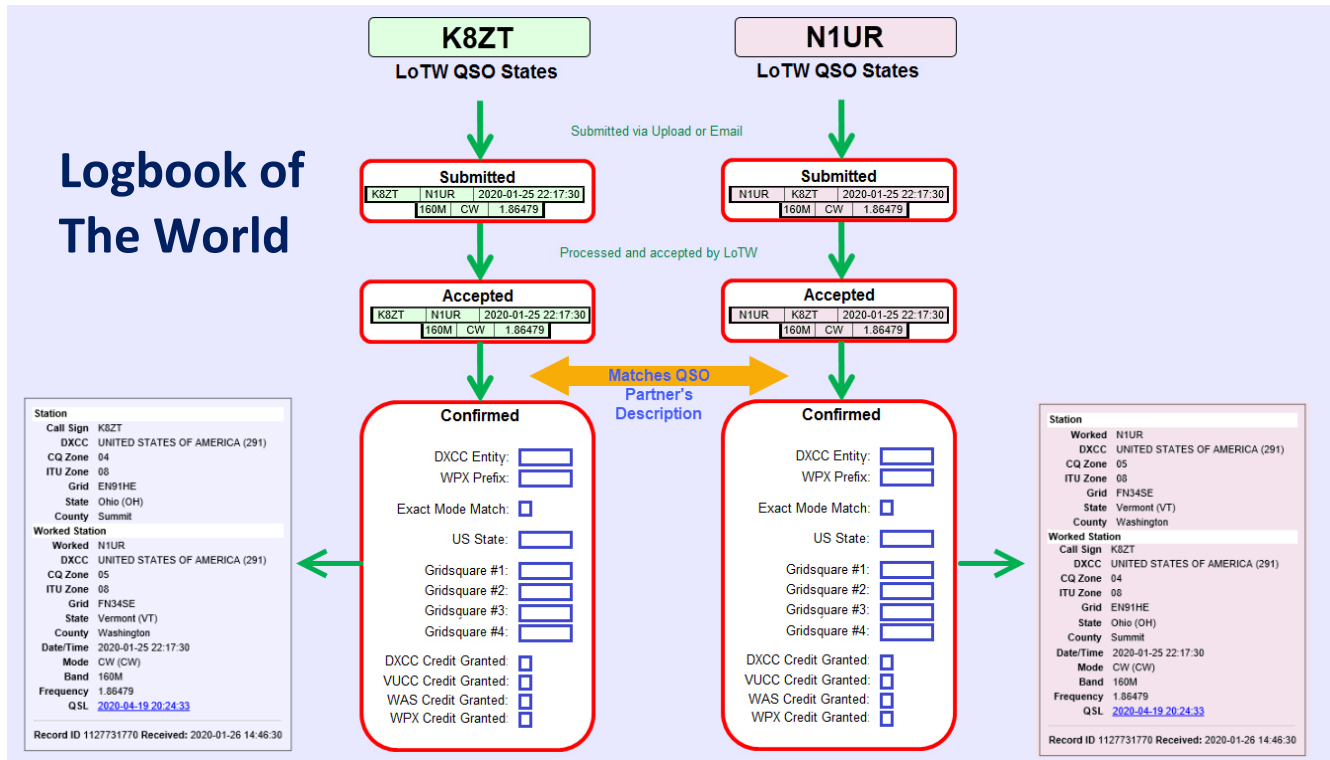 K8ZT
LoTW QSO States
N1UR
LoTW QSO States
Logbook of
The World
Submitted via Upload or Email
Submitted
K8ZT N1UR 2020-01-25 22:17:30
160M CW 1.86479
Submitted
N1UR K8ZT 2020-01-25 22:17:30
160M CW 1.86479
Processed and accepted by LoTW
Accepted
K8ZT N1UR 2020-01-25 22:17:30
160M CW 1.86479
Accepted
N1UR K8ZT 2020-01-25 22:17:30
160M CW 1.86479
Matches QSO
Partner's
Description
Station
Call Sign K8ZT
DXCC UNITED STATES OF AMERICA (291)
CQ Zone 04
ITU Zone 08
Grid EN91HE
State Ohio (OH)
County Summit
Worked Station
Worked N1UR
DXCC UNITED STATES OF AMERICA (291)
CQ Zone 05
ITU Zone 08
Grid FN34SE
State Vermont (VT)
County Washington
Date/Time 2020-01-25 22:17:30
Mode CW (CW)
Band 160M
Frequency 1.86479
QSL 2020-04-19 20:24:33
Record ID 1127731770 Received: 2020-01-26 14:46:30
Confirmed
DXCC Entity:
WPX Prefix:
Exact Mode Match:
US State:
Gridsquare #1:
Gridsquare #2:
Gridsquare #3:
Gridsquare #4:
DXCC Credit Granted:
VUCC Credit Granted:
WAS Credit Granted:
WPX Credit Granted:
Confirmed
DXCC Entity:
WPX Prefix:
Exact Mode Match:
US State:
Gridsquare #1:
Gridsquare #2:
Gridsquare #3:
Gridsquare #4:
DXCC Credit Granted:
VUCC Credit Granted:
WAS Credit Granted:
WPX Credit Granted:
Station
Worked N1UR
DXCC UNITED STATES OF AMERICA (291)
CQ Zone 05
ITU Zone 08
Grid FN34SE
State Vermont (VT)
County Washington
Worked Station
Call Sign K8ZT
DXCC UNITED STATES OF AMERICA (291)
CQ Zone 04
ITU Zone 08
Grid EN91HE
State Ohio (OH)
County Summit
Date/Time 2020-01-25 22:17:30
Mode CW (CW)
Band 160M
Frequency 1.86479
QSL 2020-04-19 20:24:33
Record ID 1127731770 Received: 2020-01-26 14:46:30